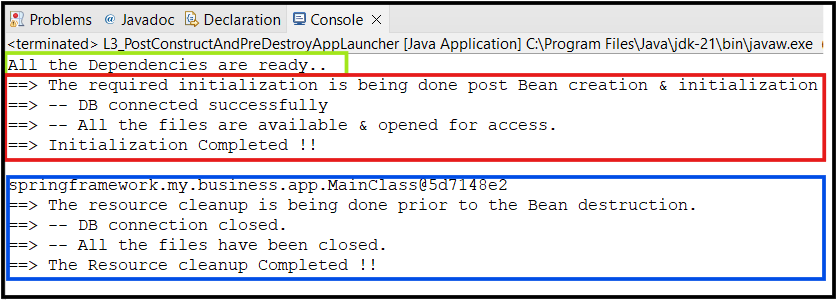 Problems @ Javadoc Declaration Console ×
<terminated> L3_PostConstructAndPreDestroyAppLauncher [Java Application] C:\Program Files\Java\jdk-21\bin\javaw.exe (
All the Dependencies are ready..
==> The required initialization is being done post Bean creation & initialization
==> -- DB connected successfully
==> -- All the files are available & opened for access.
==> Initialization Completed !!
springframework.my.business.app.MainClass@5d7148e2
==> The resource cleanup is being done prior to the Bean destruction.
==> -- DB connection closed.
==> -- All the files have been closed.
==> The Resource cleanup Completed !!